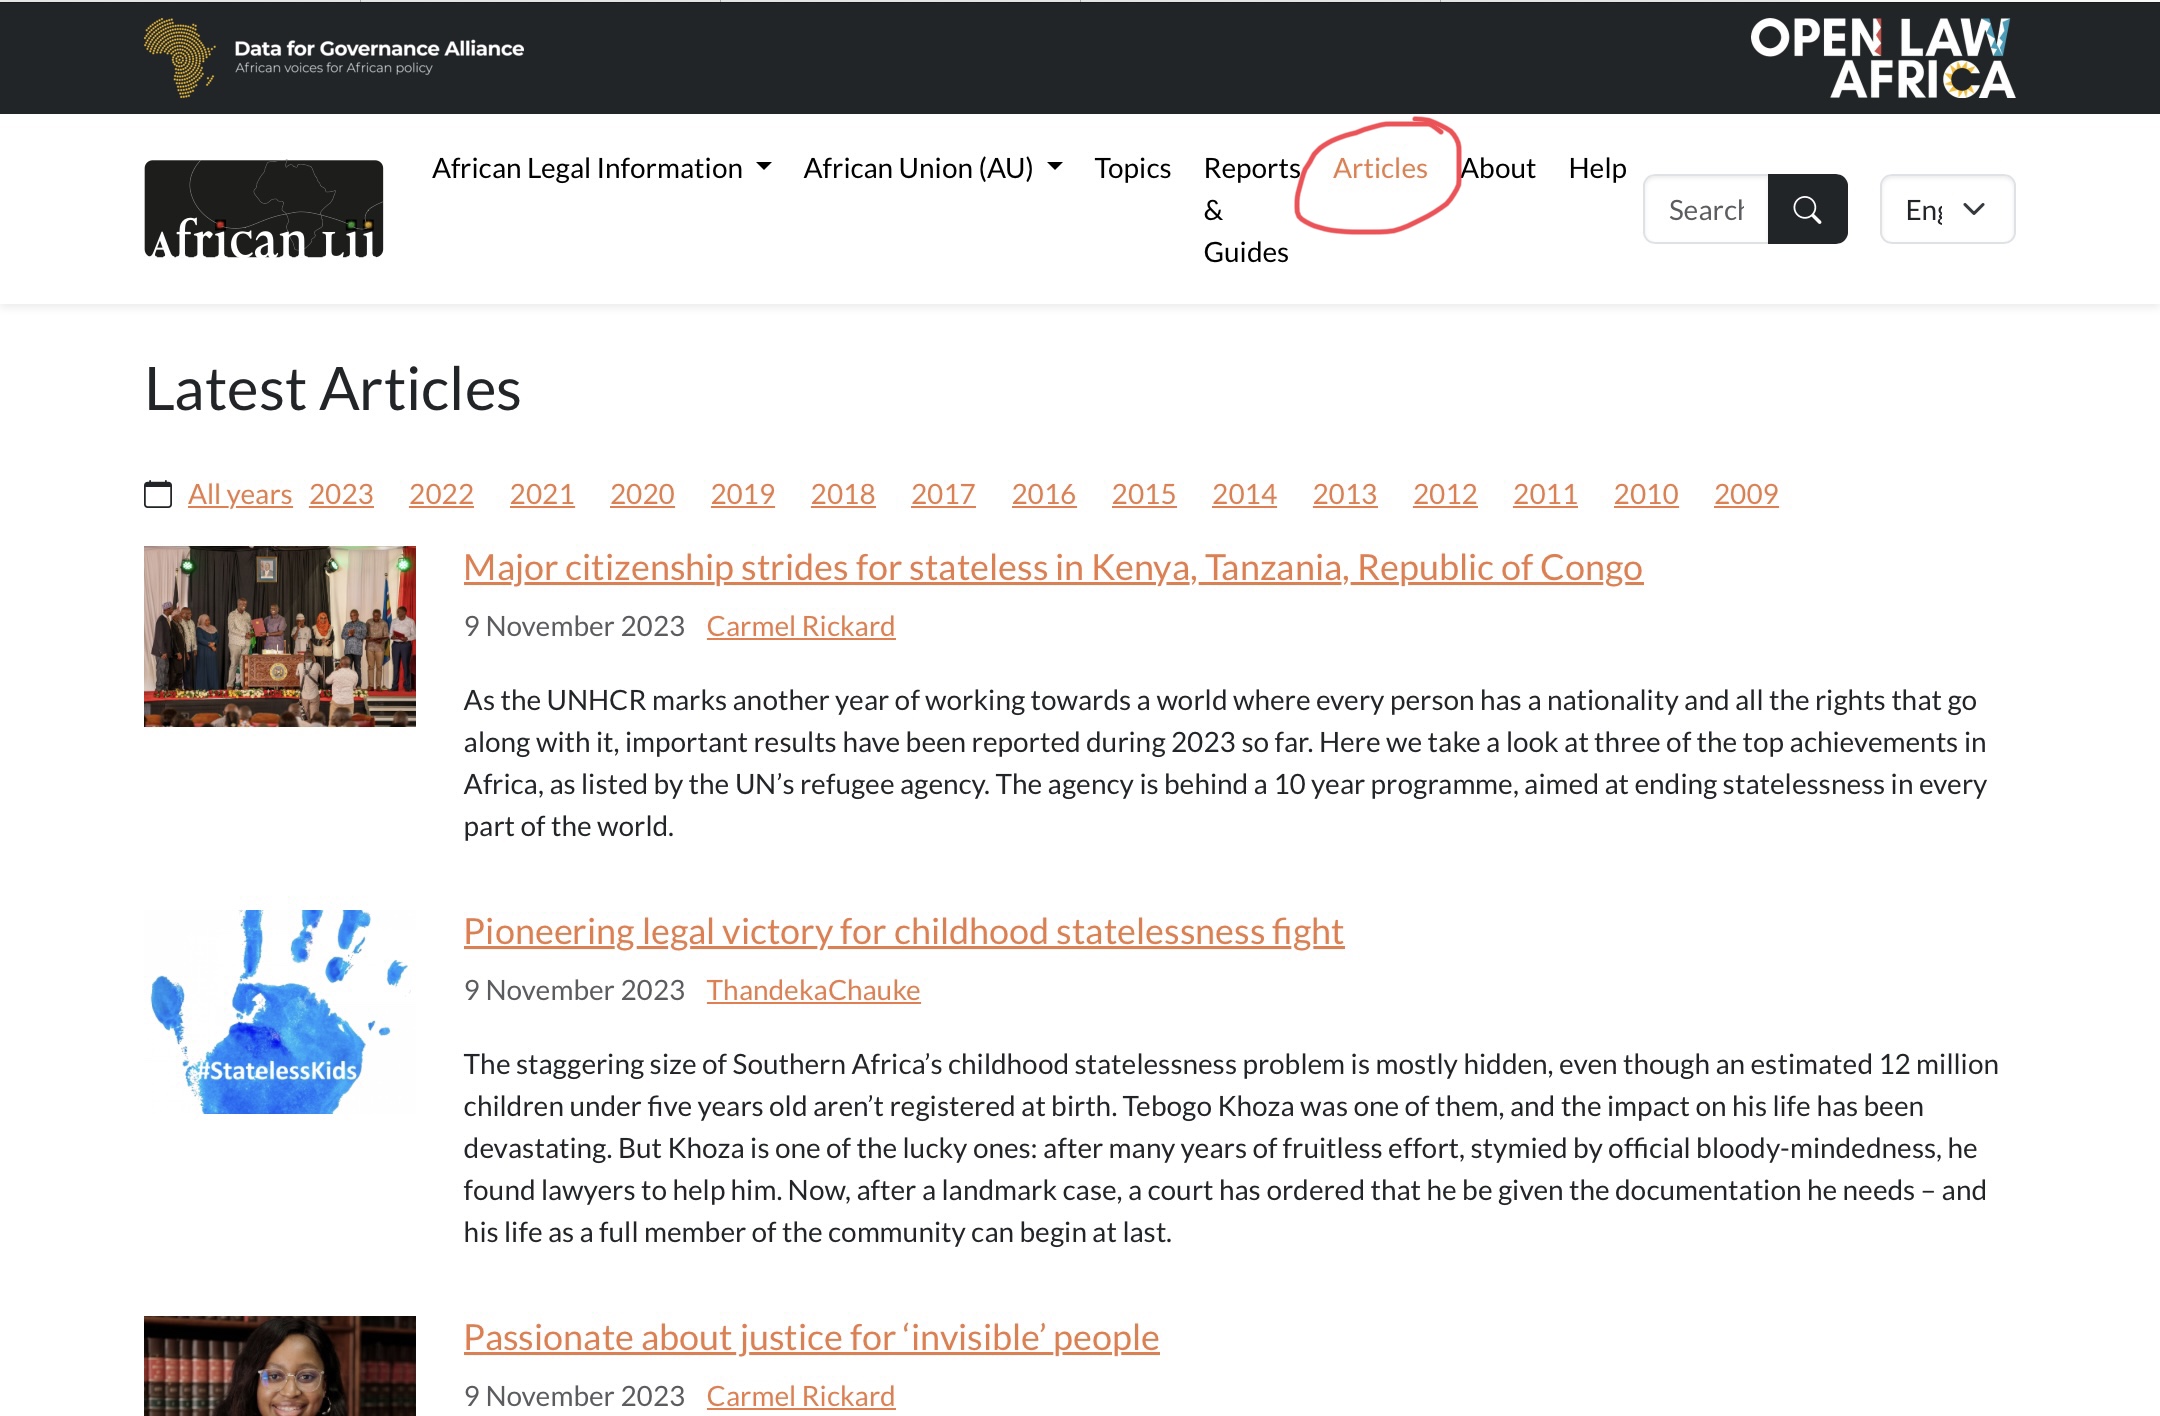 Data for Governance Alliance
African voices for African policy
OPEN LAW
AFRICA
African Lii
African Legal Information
African Union (AU)
Topics
Reports
&
Guides
Articles
About
Help
Search
Eng
Latest Articles
All years 2023 2022 2021 2020 2019 2018 2017 2016 2015 2014 2013 2012 2011 2010 2009
Major citizenship strides for stateless in Kenya, Tanzania, Republic of Congo
9 November 2023 Carmel Rickard
As the UNHCR marks another year of working towards a world where every person has a nationality and all the rights that go
along with it, important results have been reported during 2023 so far. Here we take a look at three of the top achievements in
Africa, as listed by the UN’s refugee agency. The agency is behind a 10 year programme, aimed at ending statelessness in every
part of the world.
#StatelessKids
Pioneering legal victory for childhood statelessness fight
9 November 2023 ThandekaChauke
The staggering size of Southern Africa’s childhood statelessness problem is mostly hidden, even though an estimated 12 million
children under five years old aren’t registered at birth. Tebogo Khoza was one of them, and the impact on his life has been
devastating. But Khoza is one of the lucky ones: after many years of fruitless effort, stymied by official bloody-mindedness, he
found lawyers to help him. Now, after a landmark case, a court has ordered that he be given the documentation he needs – and
his life as a full member of the community can begin at last.
Passionate about justice for ‘invisible’ people
9 November 2023 Carmel Rickard